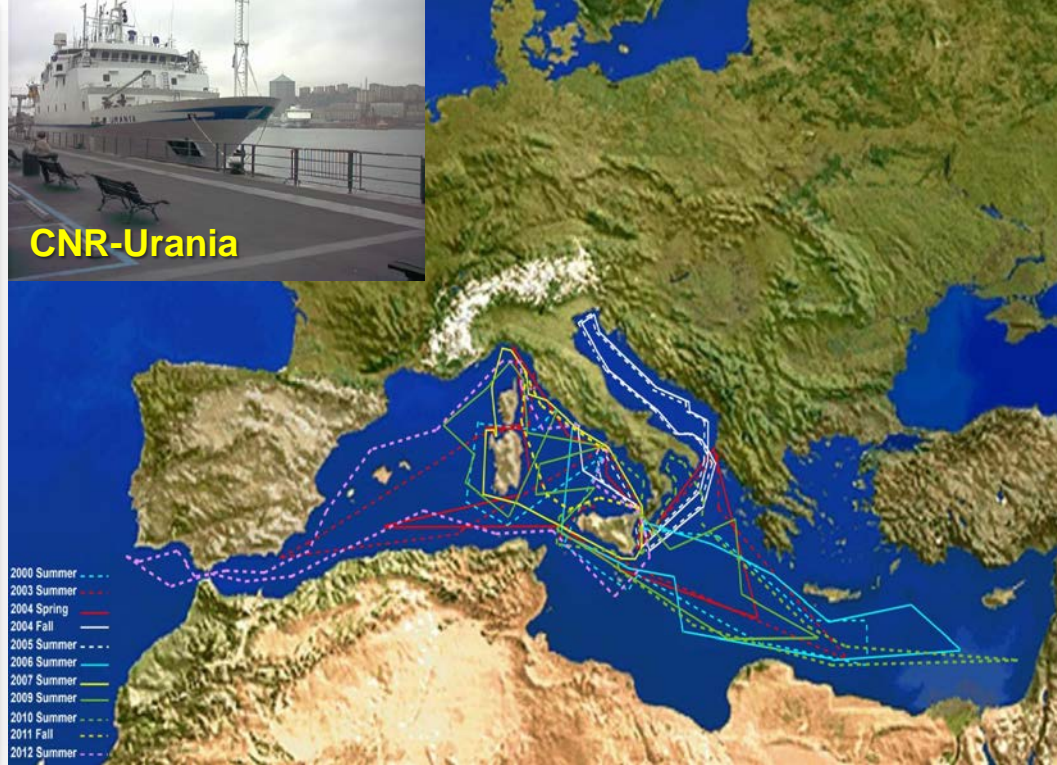 URANIA
CNR-Urania
2000 Summer
2003 Summer
2004 Spring
2004 Fall
2005 Summer
2006 Summer
2007 Summer
2009 Summer
2010 Summer
2011 Fall
2012 Summer